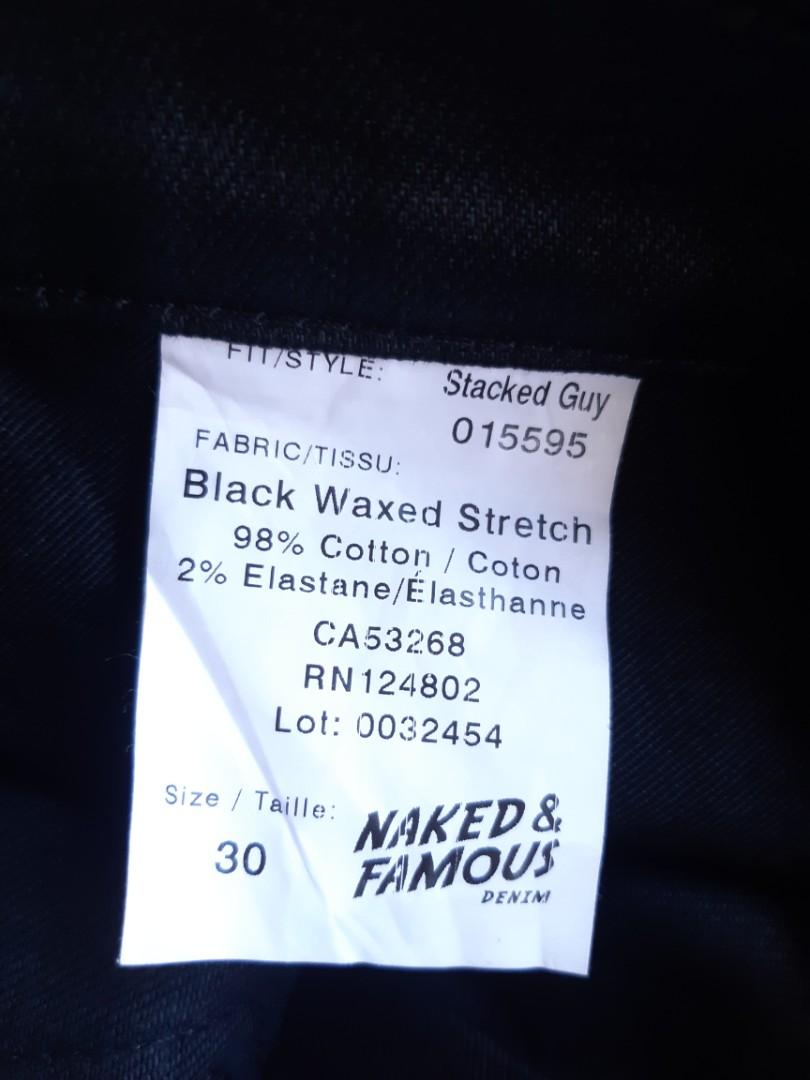 FIT/STYLE: Stacked Guy
015595
FABRIC/TISSU:
Black Waxed Stretch
98% Cotton / Coton
2% Elastane/Élasthanne
CA53268
RN124802
Lot: 0032454
Size / Taille:
30
NAKED &
FAMOUS
DENIM